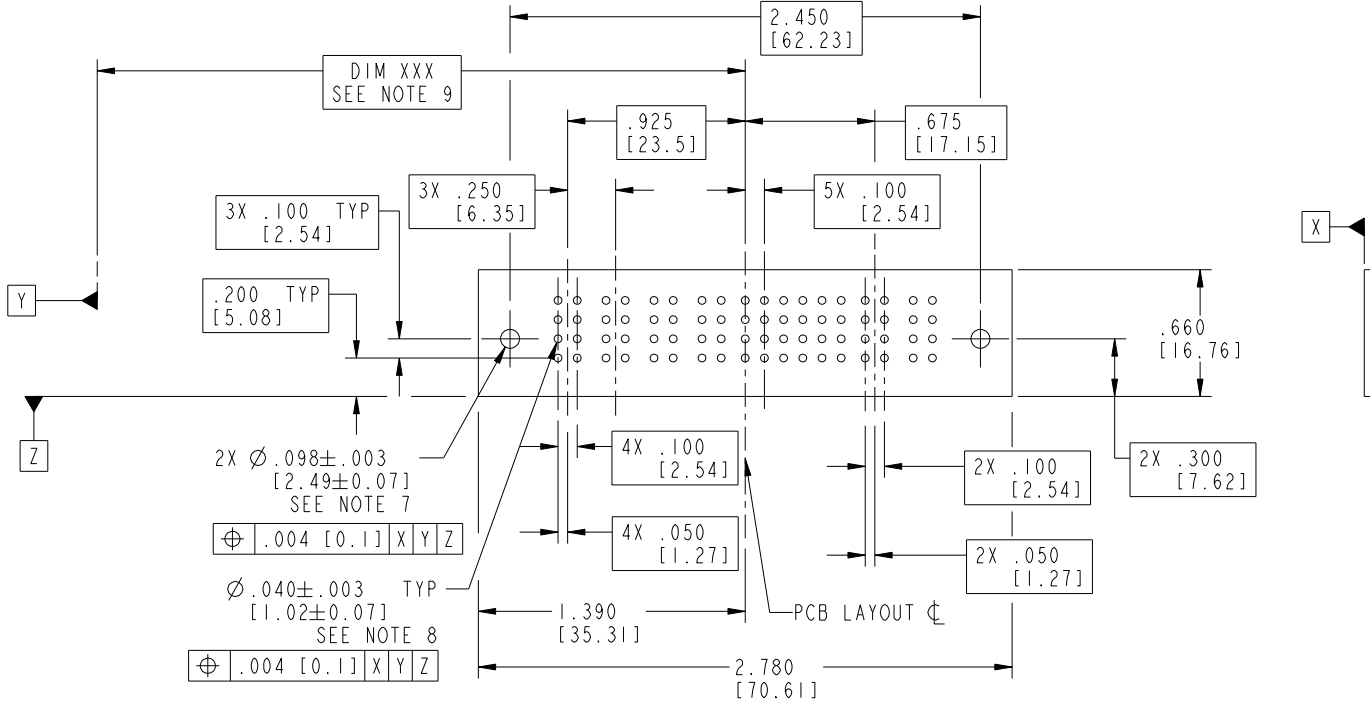 2.450
[62.23]
DIM XXX
SEE NOTE 9
.925
[23.5]
.675
[17.15]
3X .250
[6.35]
5X .100
[2.54]
3X .100 TYP
[2.54]
X
Y
.200 TYP
[5.08]
.660
[16.76]
Z
2X Ø .098±.003
[2.49±0.07]
SEE NOTE 7
⌖ .004 [0.1] X Y Z
4X .100
[2.54]
2X .100
[2.54]
2X .300
[7.62]
4X .050
[1.27]
2X .050
[1.27]
Ø .040±.003 TYP
[1.02±0.07]
SEE NOTE 8
⌖ .004 [0.1] X Y Z
1.390
[35.31]
PCB LAYOUT ℄
2.780
[70.61]